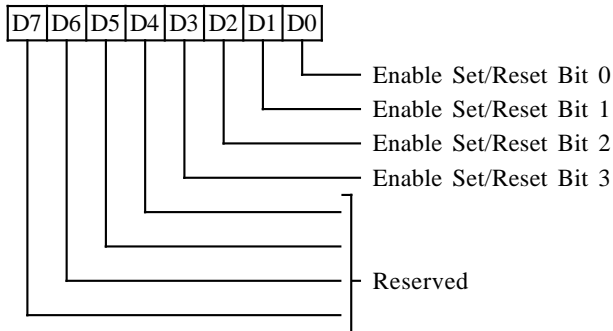 D7 D6 D5 D4 D3 D2 D1 D0
Enable Set/Reset Bit 0
Enable Set/Reset Bit 1
Enable Set/Reset Bit 2
Enable Set/Reset Bit 3
Reserved